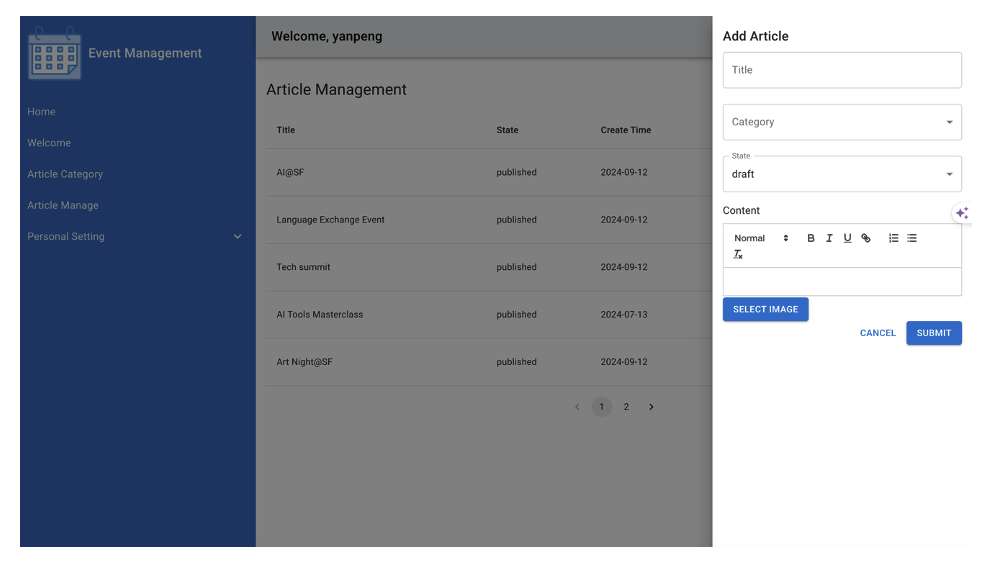 Event Management
Home
Welcome
Article Category
Article Manage
Personal Setting
Welcome, yanpeng
Article Management
Title State Create Time
AI@SF published 2024-09-12
Language Exchange Event published 2024-09-12
Tech summit published 2024-09-12
AI Tools Masterclass published 2024-07-13
Art Night@SF published 2024-09-12
1 2
Add Article
Title
Category
State
draft
Content
Normal B I U
SELECT IMAGE
CANCEL SUBMIT